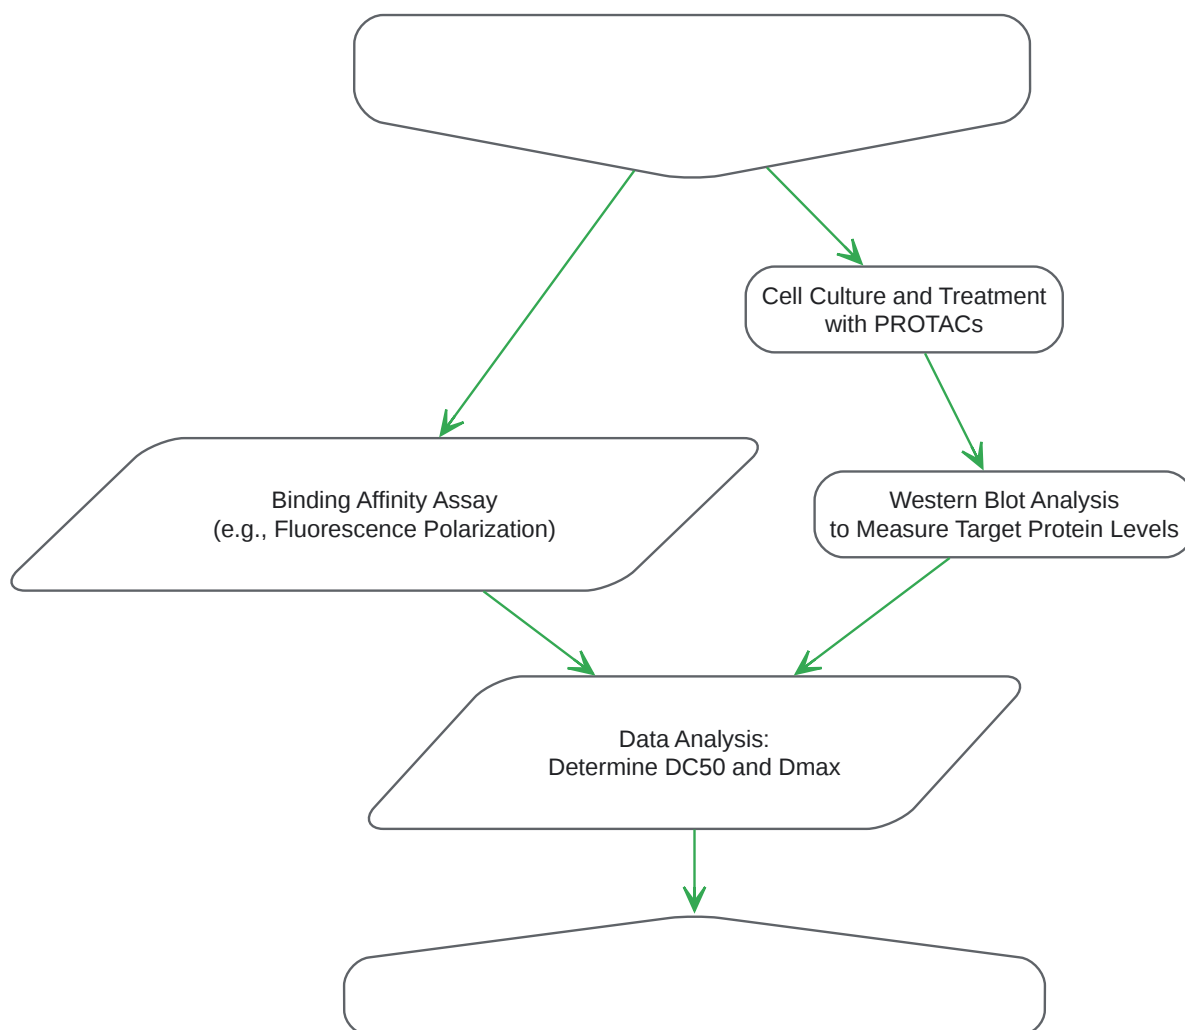 Cell Culture and Treatment
with PROTACs
Binding Affinity Assay
(e.g., Fluorescence Polarization)
Western Blot Analysis
to Measure Target Protein Levels
Data Analysis:
Determine DC50 and Dmax